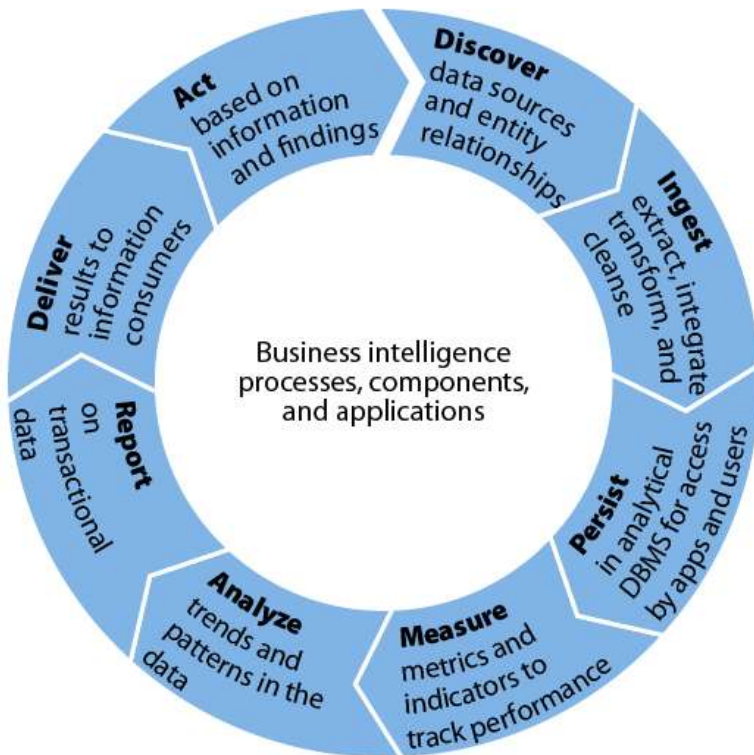 Discover
data sources
and entity
relationships
Ingest
extract, integrate
transform, and
cleanse
Persist
in analytical
DBMS for access
by apps and users
Measure
metrics and
indicators to
track performance
Analyze
trends and
patterns in the
data
Report
on
transactional
data
Deliver
results to
information
consumers
Act
based on
information
and findings
Business intelligence
processes, components,
and applications